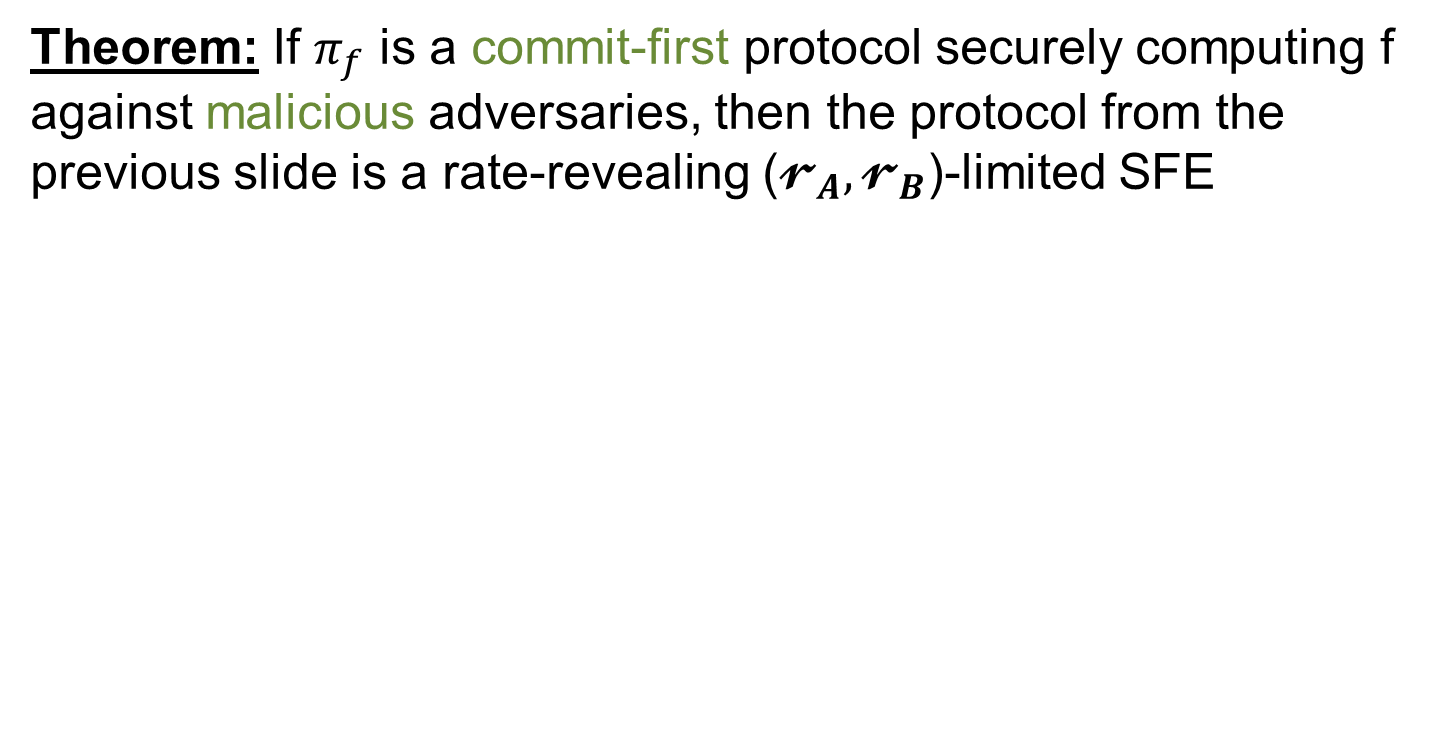 Theorem: If π_f is a commit-first protocol securely computing f
against malicious adversaries, then the protocol from the
previous slide is a rate-revealing (𝓇_A, 𝓇_B)-limited SFE